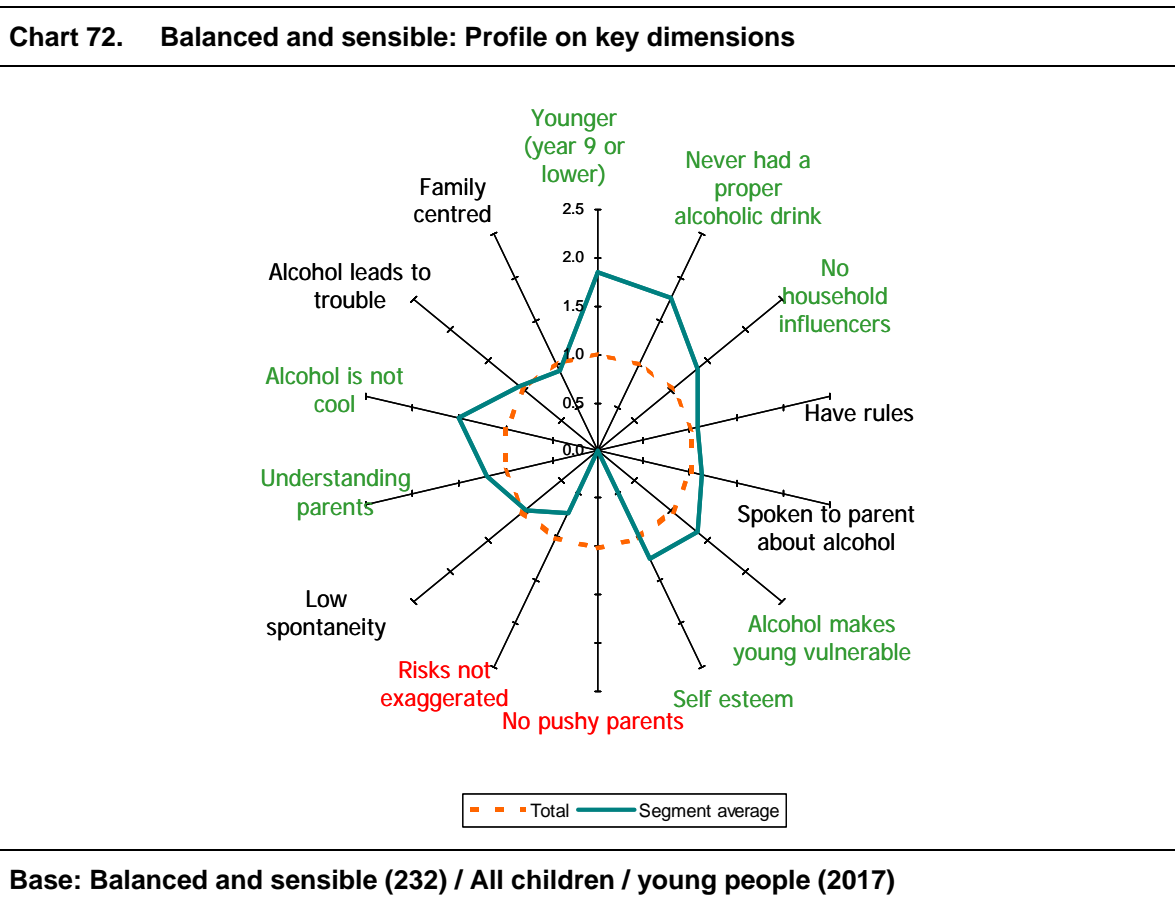 Chart 72. Balanced and sensible: Profile on key dimensions
Younger
(year 9 or
lower)
Never had a
proper
alcoholic drink
No
household
influencers
Have rules
Spoken to parent
about alcohol
Alcohol makes
young vulnerable
Self esteem
No pushy parents
Risks not
exaggerated
Low
spontaneity
Understanding
parents
Alcohol is not
cool
Alcohol leads to
trouble
Family
centred
2.5
2.0
1.5
1.0
0.5
0.0
Total
Segment average
Base: Balanced and sensible (232) / All children / young people (2017)